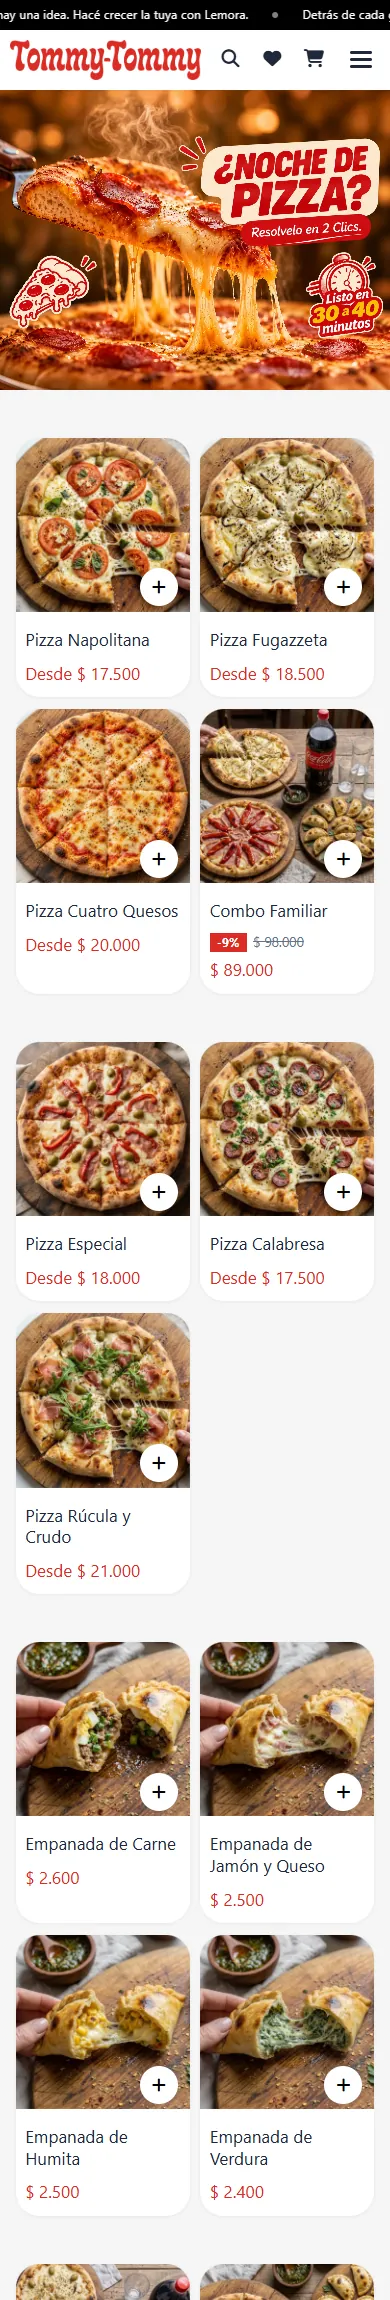 hay una idea. Hacé crecer la tuya con Lemora. • Detrás de cada
Tommy-Tommy
¿NOCHE DE
PIZZA?
Resolvelo en 2 Clics.
Listo en
30 a 40
minutos
Pizza Napolitana
Desde $ 17.500
Pizza Fugazzeta
Desde $ 18.500
Pizza Cuatro Quesos
Desde $ 20.000
Coca-Cola
Combo Familiar
-9% $ 98.000
$ 89.000
Pizza Especial
Desde $ 18.000
Pizza Calabresa
Desde $ 17.500
Pizza Rúcula y
Crudo
Desde $ 21.000
Empanada de Carne
$ 2.600
Empanada de
Jamón y Queso
$ 2.500
Empanada de
Humita
$ 2.500
Empanada de
Verdura
$ 2.400